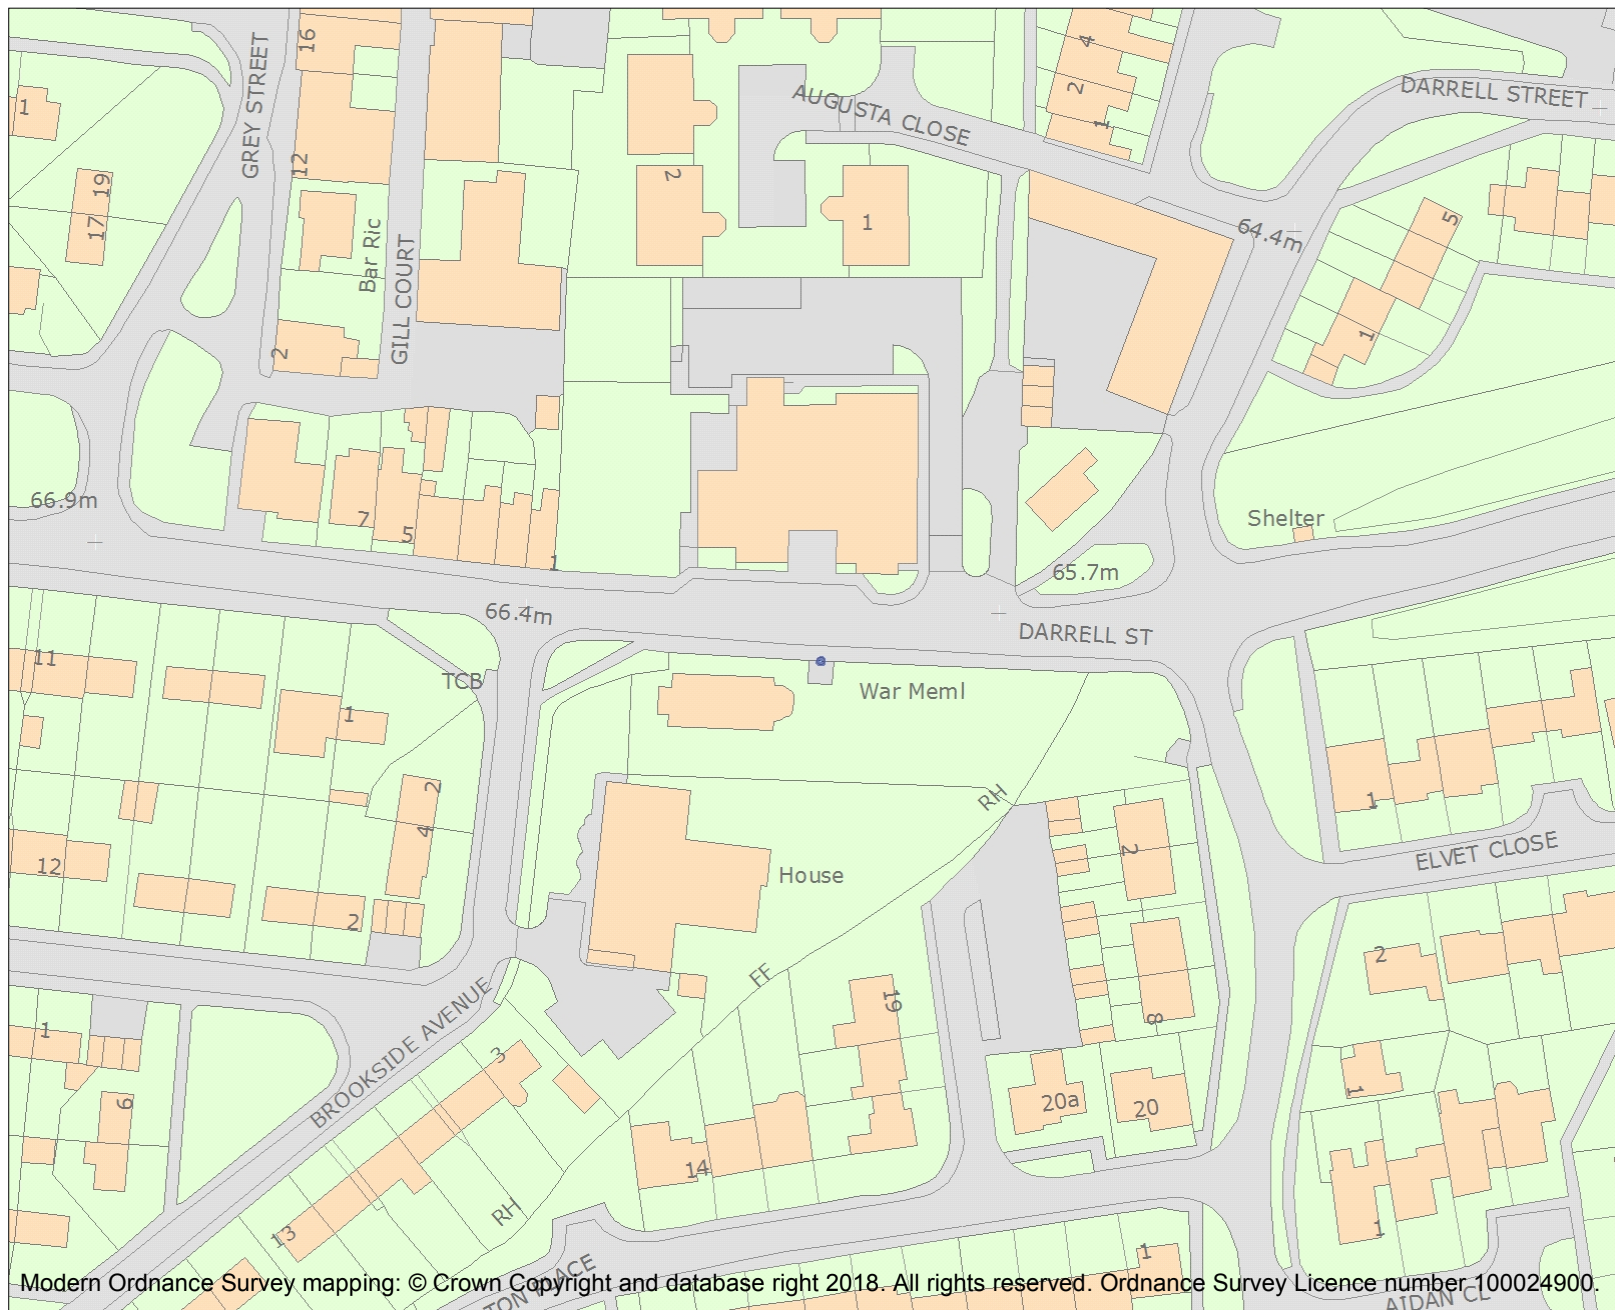 16
GREY STREET
1
19
17
12
Bar Ric
GILL COURT
2
2
1
AUGUSTA CLOSE
4
2
1
DARRELL STREET
64.4m
5
1
66.9m
7
5
1
Shelter
65.7m
66.4m
DARRELL ST
11
TCB
1
War Meml
2
4
RH
12
2
House
1
2
ELVET CLOSE
2
FF
19
8
BROOKSIDE AVENUE
1
3
6
20a
20
1
14
RH
13
1
1
TON PLACE
AIDAN CL
Modern Ordnance Survey mapping: © Crown Copyright and database right 2018. All rights reserved. Ordnance Survey Licence number 100024900.